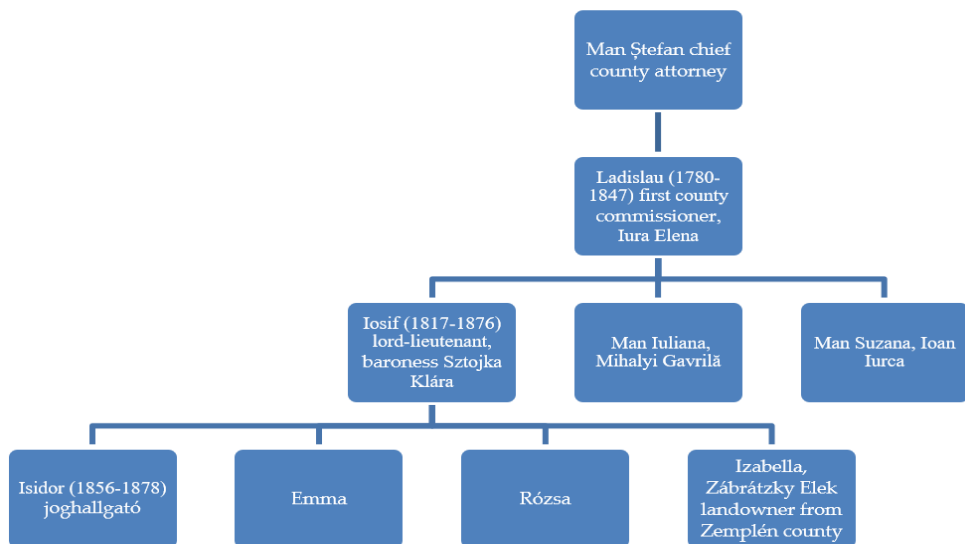 Man Ștefan chief
county attorney
Ladislau (1780-
1847) first county
commissioner,
Iura Elena
Iosif (1817-1876)
lord-lieutenant,
baroness Sztojka
Klára
Man Iuliana,
Mihalyi Gavrilă
Man Suzana, Ioan
Iurca
Isidor (1856-1878)
joghallgató
Emma
Rózsa
Izabella,
Zábrátzky Elek
landowner from
Zemplén county